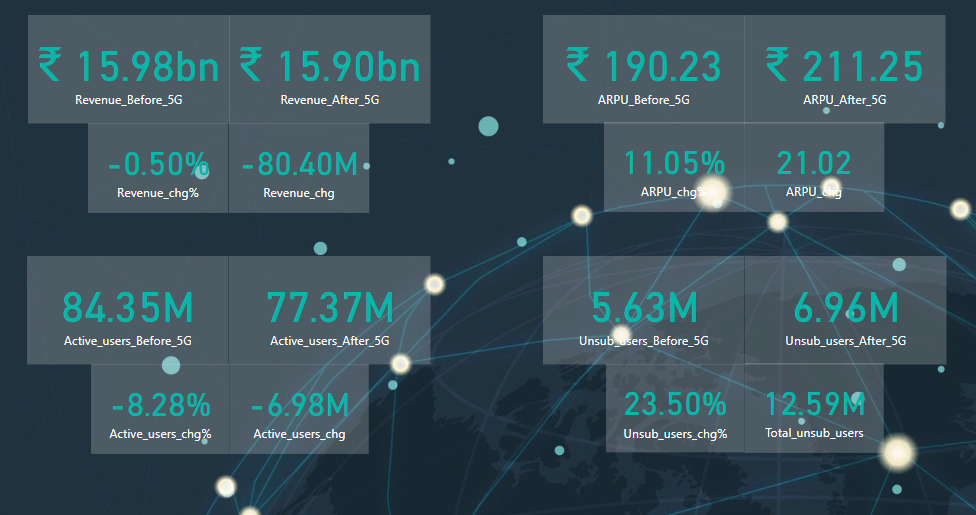 ₹ 15.98bn
Revenue_Before_5G
₹ 15.90bn
Revenue_After_5G
-0.50%
Revenue_chg%
-80.40M
Revenue_chg
₹ 190.23
ARPU_Before_5G
₹ 211.25
ARPU_After_5G
11.05%
ARPU_chg%
21.02
ARPU_chg
84.35M
Active_users_Before_5G
77.37M
Active_users_After_5G
-8.28%
Active_users_chg%
-6.98M
Active_users_chg
5.63M
Unsub_users_Before_5G
6.96M
Unsub_users_After_5G
23.50%
Unsub_users_chg%
12.59M
Total_unsub_users